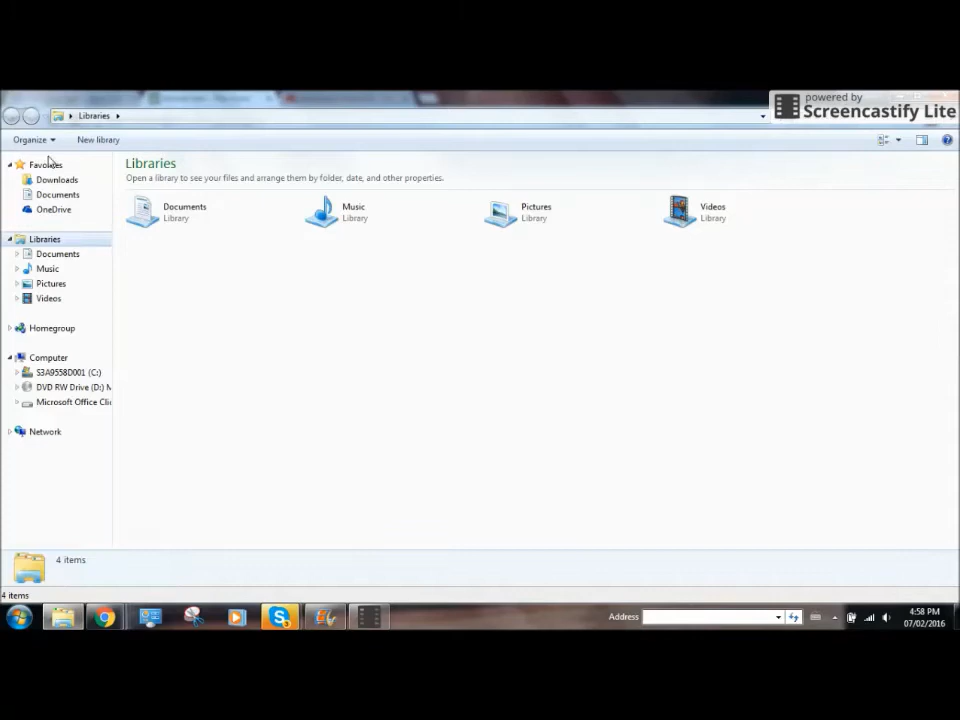 powered by
Screencastify Lite
Libraries
Organize
New library
Favorites
Downloads
Documents
OneDrive
Libraries
Documents
Music
Pictures
Videos
Homegroup
Computer
S3A9558D001 (C:)
DVD RW Drive (D:) M
Microsoft Office Clic
Network
Libraries
Open a library to see your files and arrange them by folder, date, and other properties.
Documents
Library
Music
Library
Pictures
Library
Videos
Library
4 items
4 items
Address
4:58 PM
07/02/2016